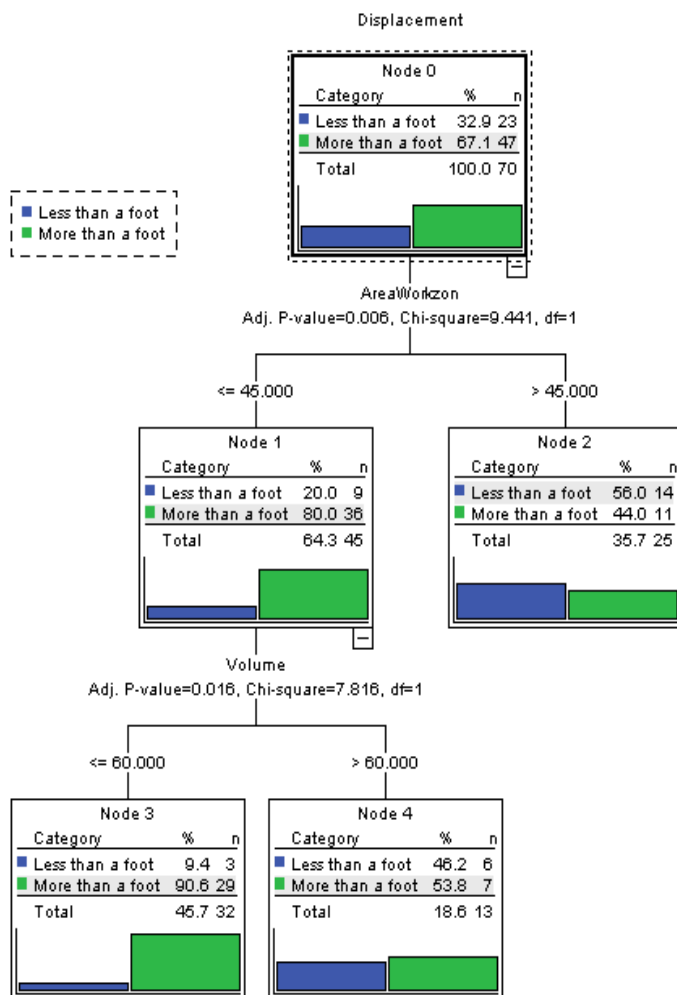 Displacement
Node 0
Category % n
Less than a foot 32.9 23
More than a foot 67.1 47
Total 100.0 70
Less than a foot
More than a foot
AreaWorkzon
Adj. P-value=0.006, Chi-square=9.441, df=1
<= 45.000
> 45.000
Node 1
Category % n
Less than a foot 20.0 9
More than a foot 80.0 36
Total 64.3 45
Node 2
Category % n
Less than a foot 56.0 14
More than a foot 44.0 11
Total 35.7 25
Volume
Adj. P-value=0.016, Chi-square=7.816, df=1
<= 60.000
> 60.000
Node 3
Category % n
Less than a foot 9.4 3
More than a foot 90.6 29
Total 45.7 32
Node 4
Category % n
Less than a foot 46.2 6
More than a foot 53.8 7
Total 18.6 13